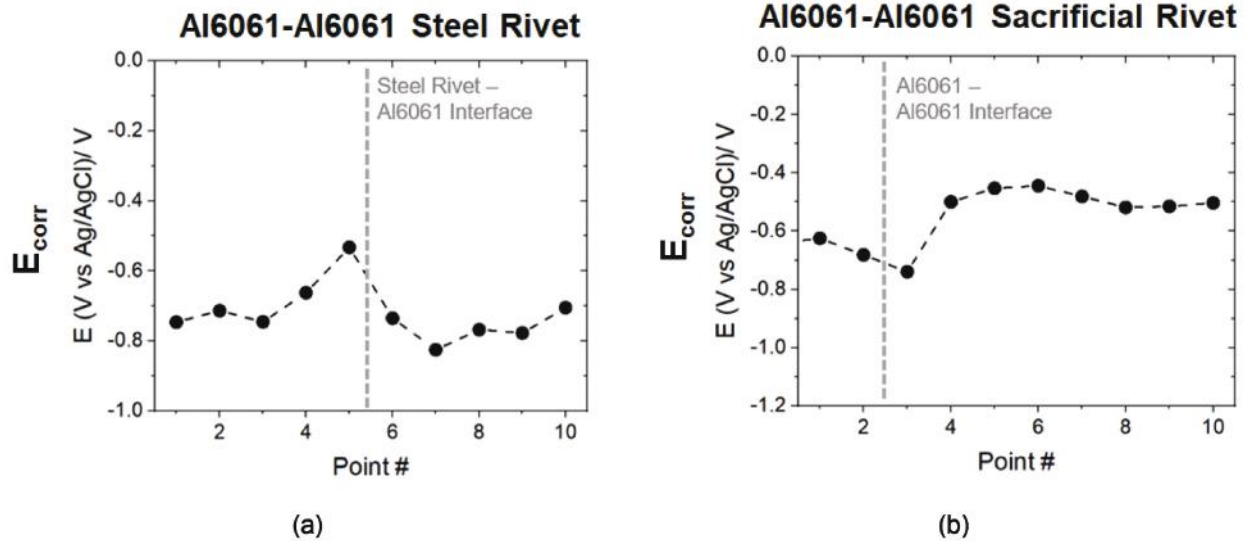 Al6061-Al6061 Steel Rivet
E_corr
E (V vs Ag/AgCl)/ V
0.0
-0.2
-0.4
-0.6
-0.8
-1.0
Steel Rivet –
Al6061 Interface
2
4
6
8
10
Point #
(a)
Al6061-Al6061 Sacrificial Rivet
E_corr
E (V vs Ag/AgCl)/ V
0.0
-0.2
-0.4
-0.6
-0.8
-1.0
-1.2
Al6061 –
Al6061 Interface
2
4
6
8
10
Point #
(b)